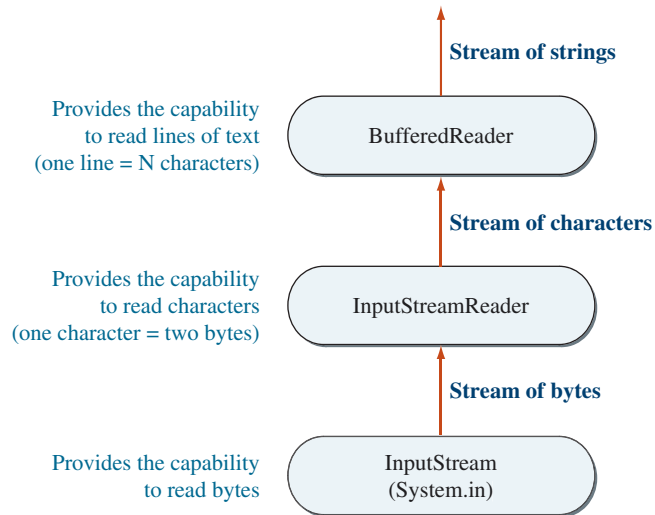 Stream of strings
Provides the capability
to read lines of text
(one line = N characters)
BufferedReader
Stream of characters
Provides the capability
to read characters
(one character = two bytes)
InputStreamReader
Stream of bytes
Provides the capability
to read bytes
InputStream
(System.in)